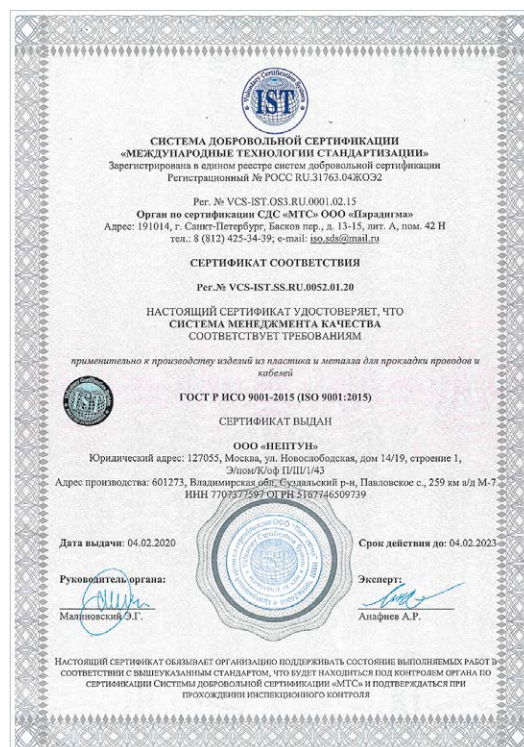 Voluntary Certification System
IST
СИСТЕМА ДОБРОВОЛЬНОЙ СЕРТИФИКАЦИИ
«МЕЖДУНАРОДНЫЕ ТЕХНОЛОГИИ СТАНДАРТИЗАЦИИ»
Зарегистрирована в едином реестре систем добровольной сертификации
Регистрационный № РОСС RU.31763.04ЖОЭ2
Рег. № VCS-IST.OS3.RU.0001.02.15
Орган по сертификации СДС «МТС» ООО «Парадигма»
Адрес: 191014, г. Санкт-Петербург, Басков пер., д. 13-15, лит. А, пом. 42 Н
тел.: 8 (812) 425-34-39; e-mail: iso.sds@mail.ru
СЕРТИФИКАТ СООТВЕТСТВИЯ
Рег.№ VCS-IST.SS.RU.0052.01.20
НАСТОЯЩИЙ СЕРТИФИКАТ УДОСТОВЕРЯЕТ, ЧТО
СИСТЕМА МЕНЕДЖМЕНТА КАЧЕСТВА
СООТВЕТСТВУЕТ ТРЕБОВАНИЯМ
применительно к производству изделий из пластика и металла для прокладки проводов и
кабелей
IST
ГОСТ Р ИСО 9001-2015 (ISO 9001:2015)
СЕРТИФИКАТ ВЫДАН
ООО «НЕПТУН»
Юридический адрес: 127055, Москва, ул. Новослободская, дом 14/19, строение 1,
Э/пом/К/оф П/III/1/43
Адрес производства: 601273, Владимирская обл, Суздальский р-н, Павловское с., 259 км а/д М-7
ИНН 7707377597 ОГРН 5167746509739
Дата выдачи: 04.02.2020
Срок действия до: 04.02.2023
Руководитель органа:
Эксперт:
Малиновский Э.Г.
Анафиев А.Р.
НАСТОЯЩИЙ СЕРТИФИКАТ ОБЯЗЫВАЕТ ОРГАНИЗАЦИЮ ПОДДЕРЖИВАТЬ СОСТОЯНИЕ ВЫПОЛНЯЕМЫХ РАБОТ В
СООТВЕТСТВИИ С ВЫШЕУКАЗАННЫМ СТАНДАРТОМ, ЧТО БУДЕТ НАХОДИТЬСЯ ПОД КОНТРОЛЕМ ОРГАНА ПО
СЕРТИФИКАЦИИ СИСТЕМЫ ДОБРОВОЛЬНОЙ СЕРТИФИКАЦИИ «МТС» И ПОДТВЕРЖДАТЬСЯ ПРИ
ПРОХОЖДЕНИИ ИНСПЕКЦИОННОГО КОНТРОЛЯ